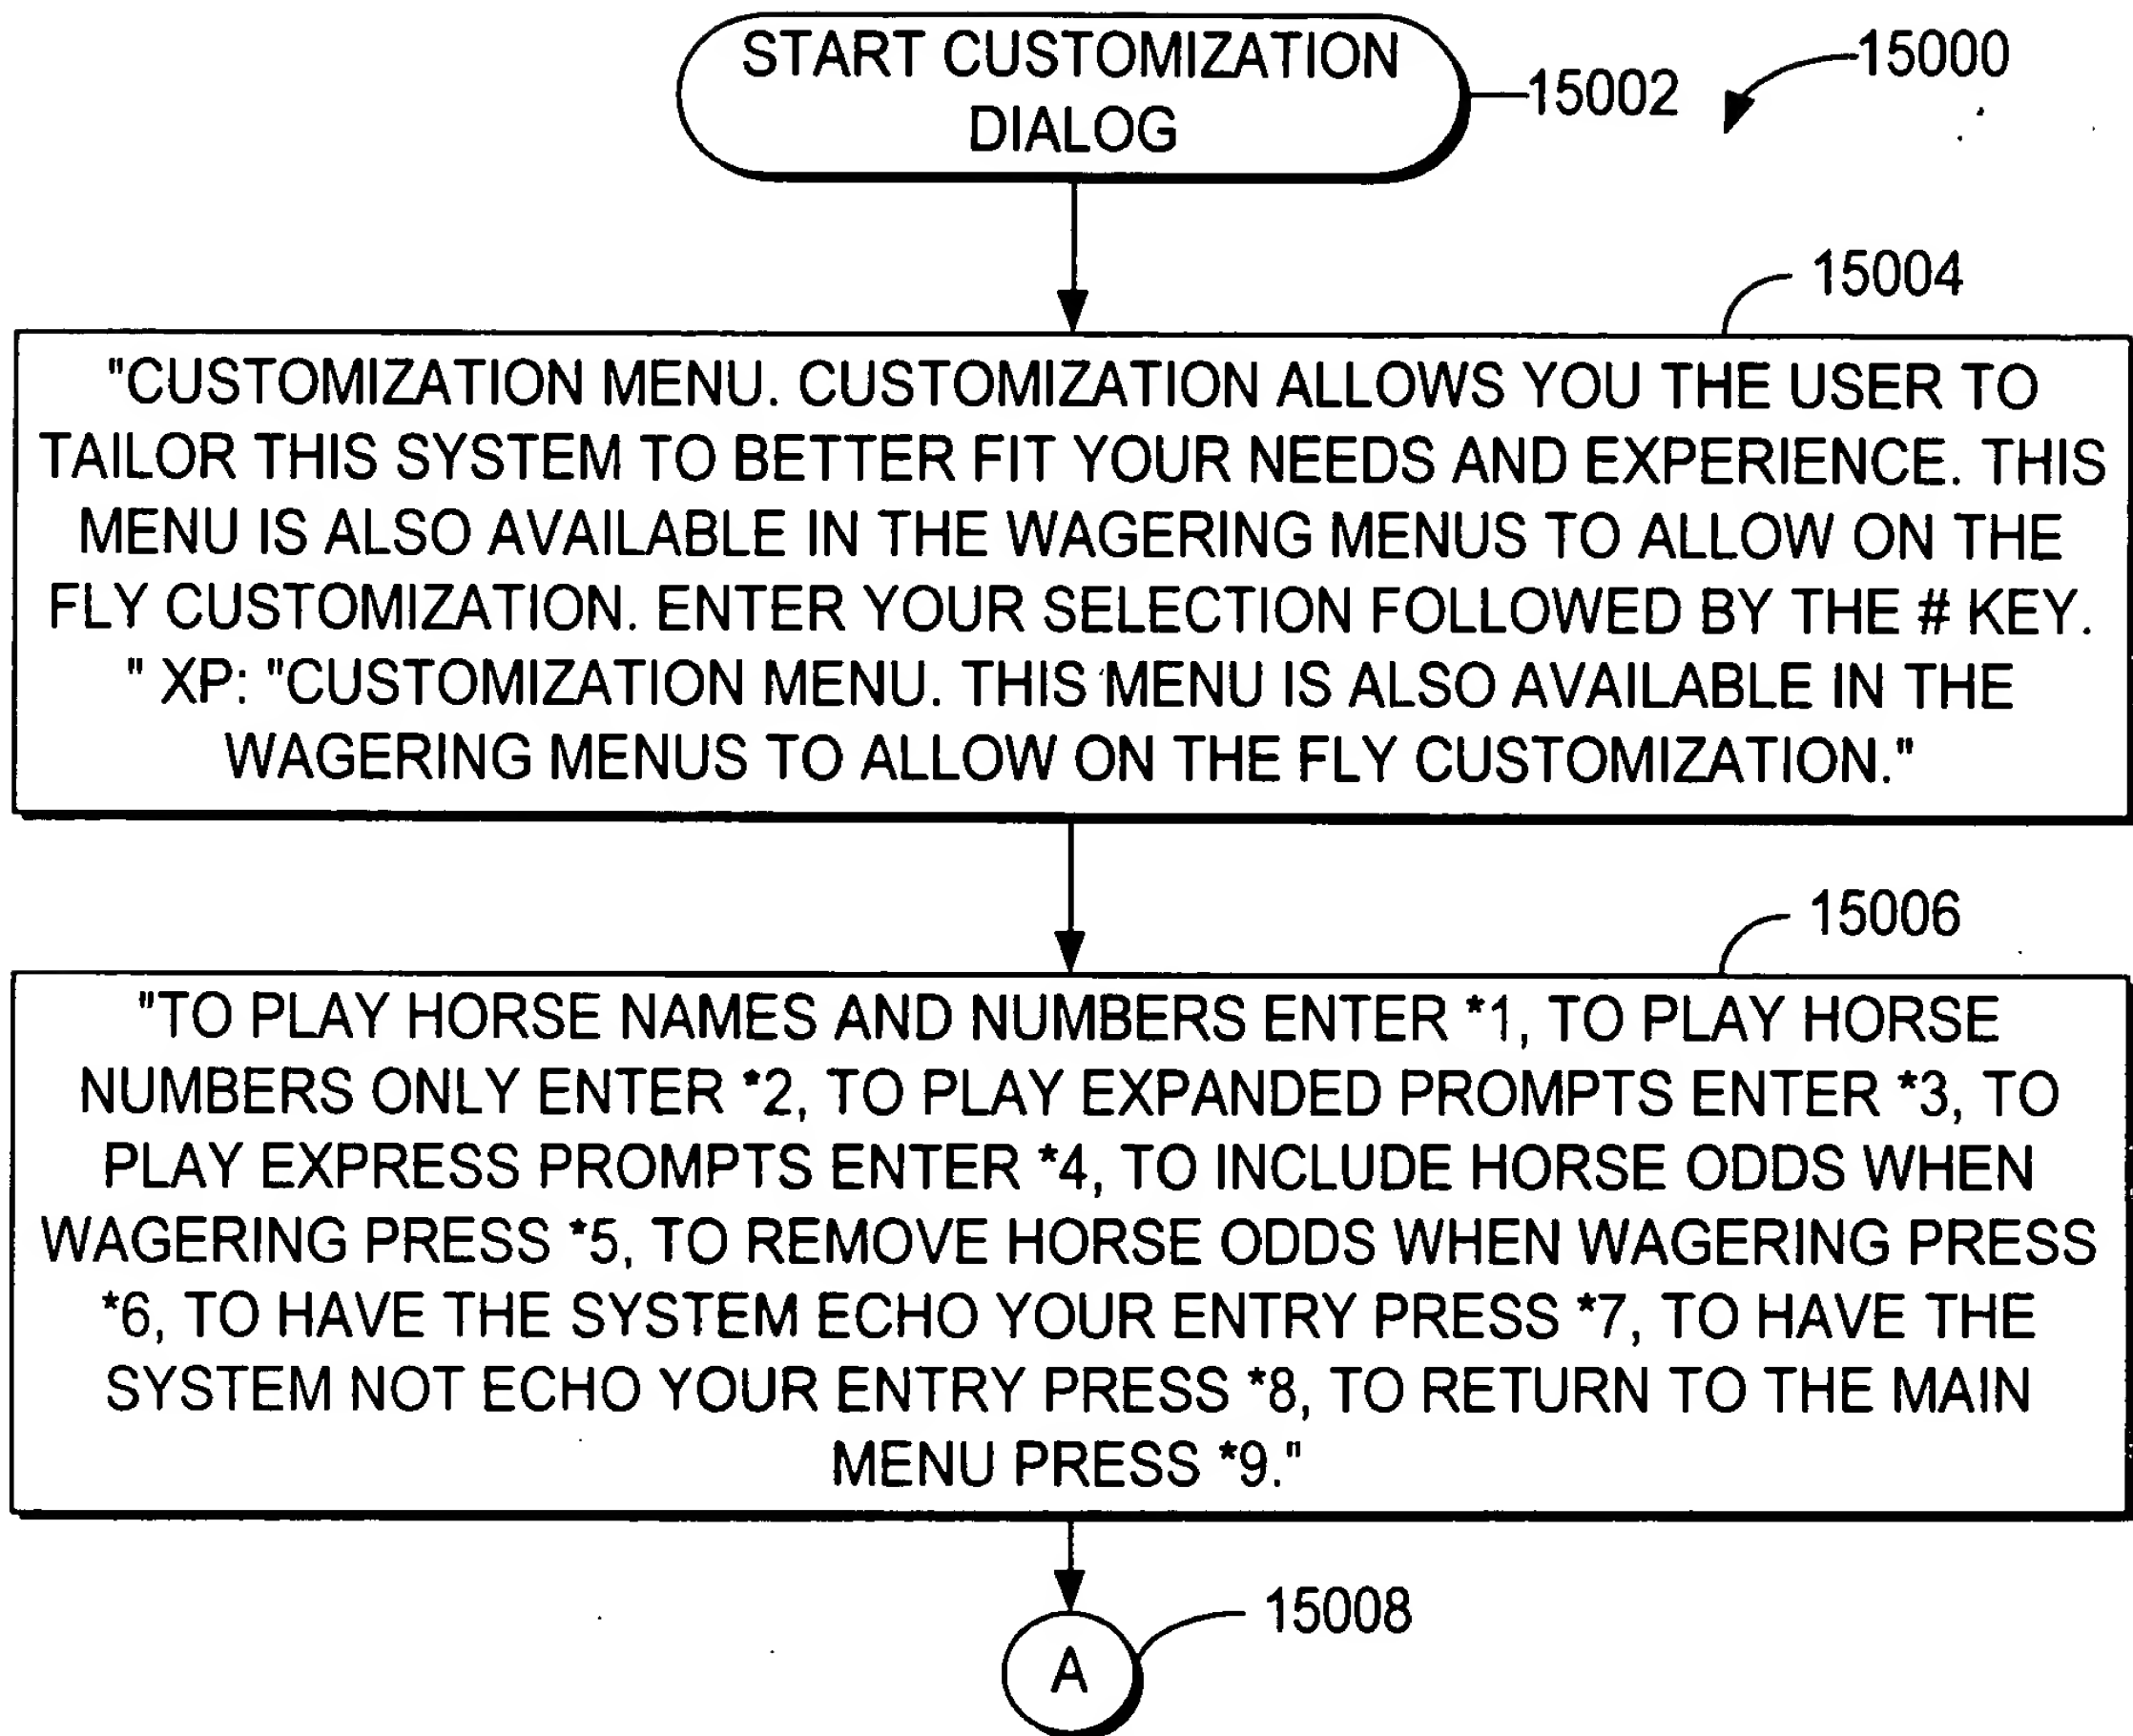 START CUSTOMIZATION
DIALOG
15002
15000
15004
"CUSTOMIZATION MENU. CUSTOMIZATION ALLOWS YOU THE USER TO
TAILOR THIS SYSTEM TO BETTER FIT YOUR NEEDS AND EXPERIENCE. THIS
MENU IS ALSO AVAILABLE IN THE WAGERING MENUS TO ALLOW ON THE
FLY CUSTOMIZATION. ENTER YOUR SELECTION FOLLOWED BY THE # KEY.
" XP: "CUSTOMIZATION MENU. THIS MENU IS ALSO AVAILABLE IN THE
WAGERING MENUS TO ALLOW ON THE FLY CUSTOMIZATION."
15006
"TO PLAY HORSE NAMES AND NUMBERS ENTER *1, TO PLAY HORSE
NUMBERS ONLY ENTER *2, TO PLAY EXPANDED PROMPTS ENTER *3, TO
PLAY EXPRESS PROMPTS ENTER *4, TO INCLUDE HORSE ODDS WHEN
WAGERING PRESS *5, TO REMOVE HORSE ODDS WHEN WAGERING PRESS
*6, TO HAVE THE SYSTEM ECHO YOUR ENTRY PRESS *7, TO HAVE THE
SYSTEM NOT ECHO YOUR ENTRY PRESS *8, TO RETURN TO THE MAIN
MENU PRESS *9."
15008
A